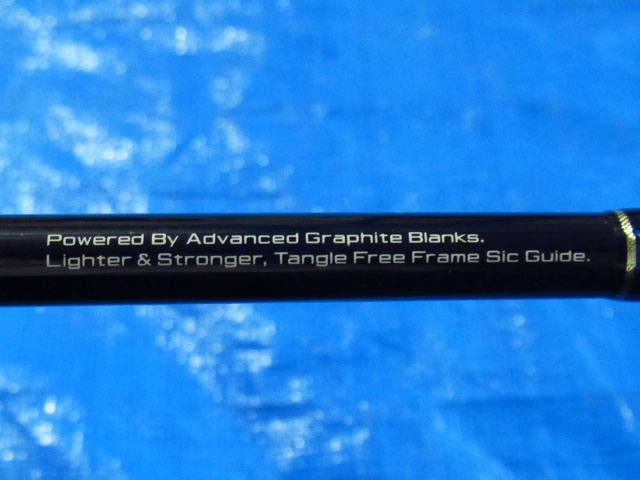 Powered By Advanced Graphite Blanks.
Lighter & Stronger, Tangle Free Frame Sic Guide.